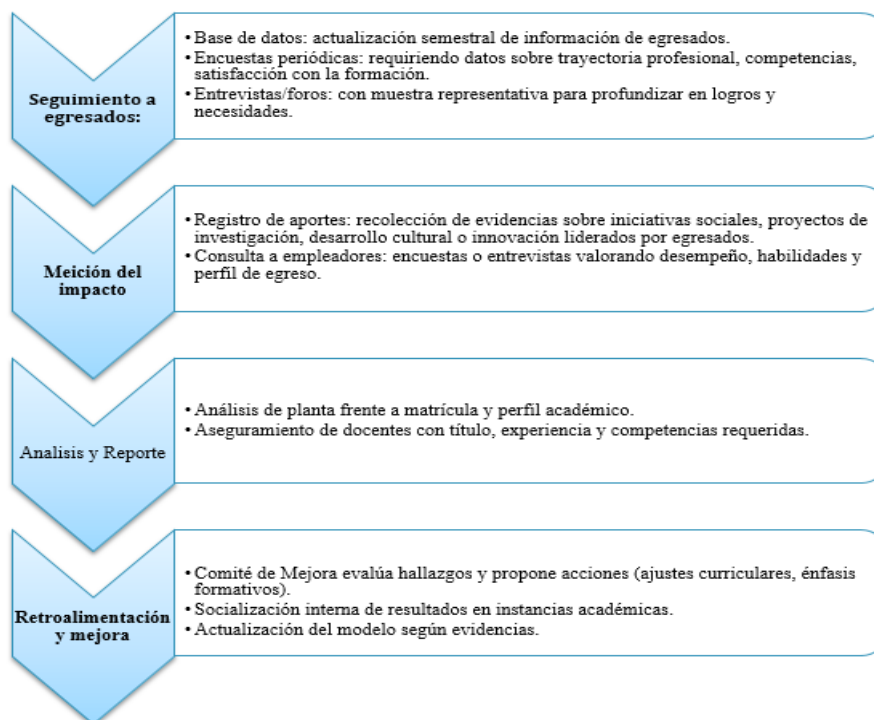 Seguimiento a
egresados:
• Base de datos: actualización semestral de información de egresados.
• Encuestas periódicas: requiriendo datos sobre trayectoria profesional, competencias,
satisfacción con la formación.
• Entrevistas/foros: con muestra representativa para profundizar en logros y
necesidades.
Meición del
impacto
• Registro de aportes: recolección de evidencias sobre iniciativas sociales, proyectos de
investigación, desarrollo cultural o innovación liderados por egresados.
• Consulta a empleadores: encuestas o entrevistas valorando desempeño, habilidades y
perfil de egreso.
Analisis y Reporte
• Análisis de planta frente a matrícula y perfil académico.
• Aseguramiento de docentes con título, experiencia y competencias requeridas.
Retroalimentación
y mejora
• Comité de Mejora evalúa hallazgos y propone acciones (ajustes curriculares, énfasis
formativos).
• Socialización interna de resultados en instancias académicas.
• Actualización del modelo según evidencias.